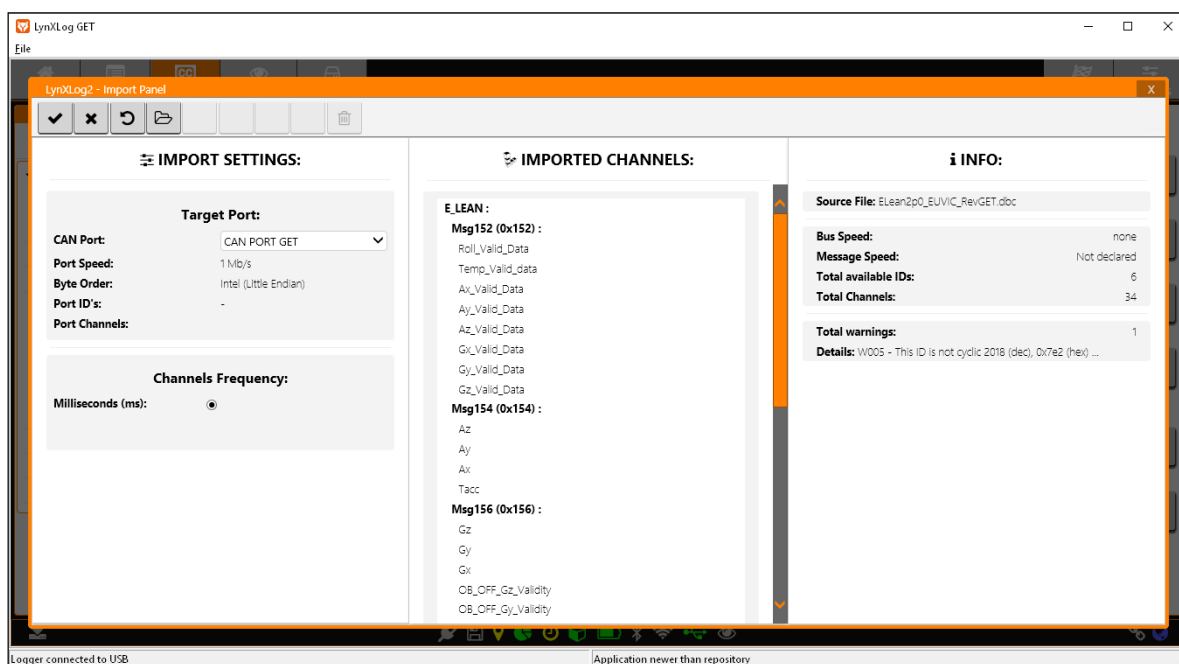 LynXLog GET
File
CC
LynXLog2 - Import Panel
X
IMPORT SETTINGS:
Target Port:
CAN Port: CAN PORT GET
Port Speed: 1 Mb/s
Byte Order: Intel (Little Endian)
Port ID's: -
Port Channels:
Channels Frequency:
Milliseconds (ms):
IMPORTED CHANNELS:
E_LEAN :
Msg152 (0x152) :
Roll_Valid_Data
Temp_Valid_data
Ax_Valid_Data
Ay_Valid_Data
Az_Valid_Data
Gx_Valid_Data
Gy_Valid_Data
Gz_Valid_Data
Msg154 (0x154) :
Az
Ay
Ax
Tacc
Msg156 (0x156) :
Gz
Gy
Gx
OB_OFF_Gz_Validity
OB_OFF_Gy_Validity
i INFO:
Source File: ELean2p0_EUVIC_RevGET.dbc
Bus Speed: none
Message Speed: Not declared
Total available IDs: 6
Total Channels: 34
Total warnings: 1
Details: W005 - This ID is not cyclic 2018 (dec), 0x7e2 (hex) ...
Logger connected to USB
Application newer than repository